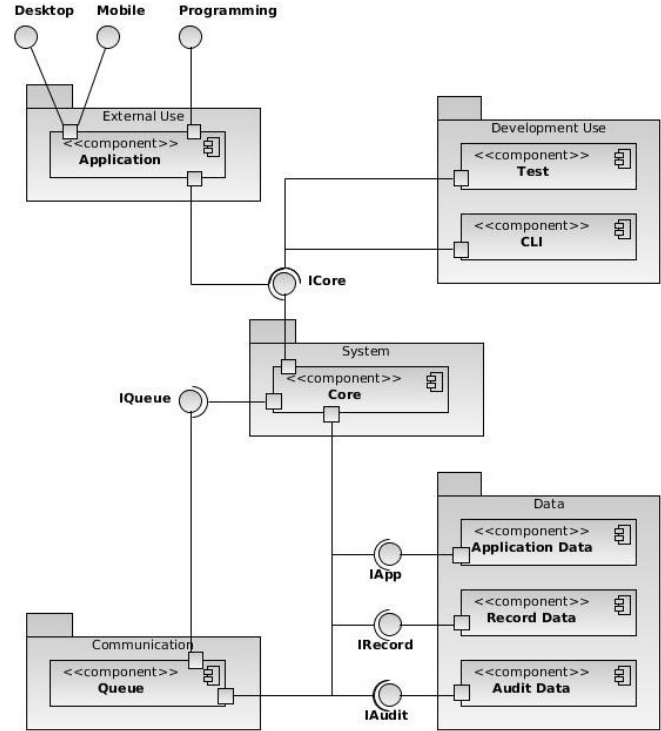 Desktop Mobile Programming
External Use
<<component>>
Application
Development Use
<<component>>
Test
<<component>>
CLI
ICore
System
<<component>>
Core
IQueue
Data
<<component>>
Application Data
IApp
<<component>>
Record Data
IRecord
Communication
<<component>>
Queue
<<component>>
Audit Data
IAudit